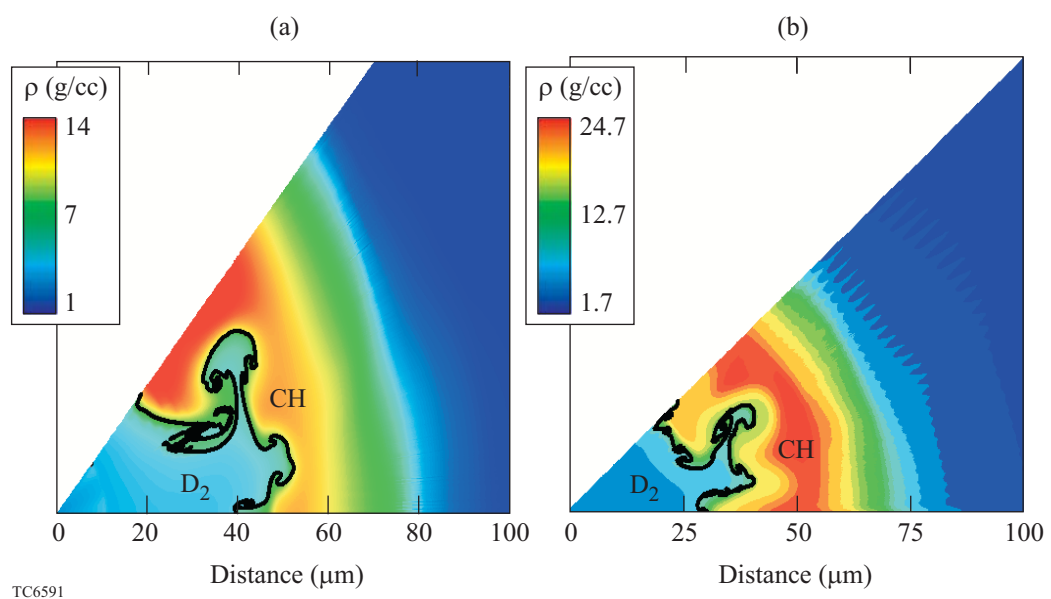 (a)
(b)
ρ (g/cc)
14
7
1
ρ (g/cc)
24.7
12.7
1.7
CH
D2
CH
D2
0
20
40
60
80
100
0
25
50
75
100
Distance (μm)
Distance (μm)
TC6591